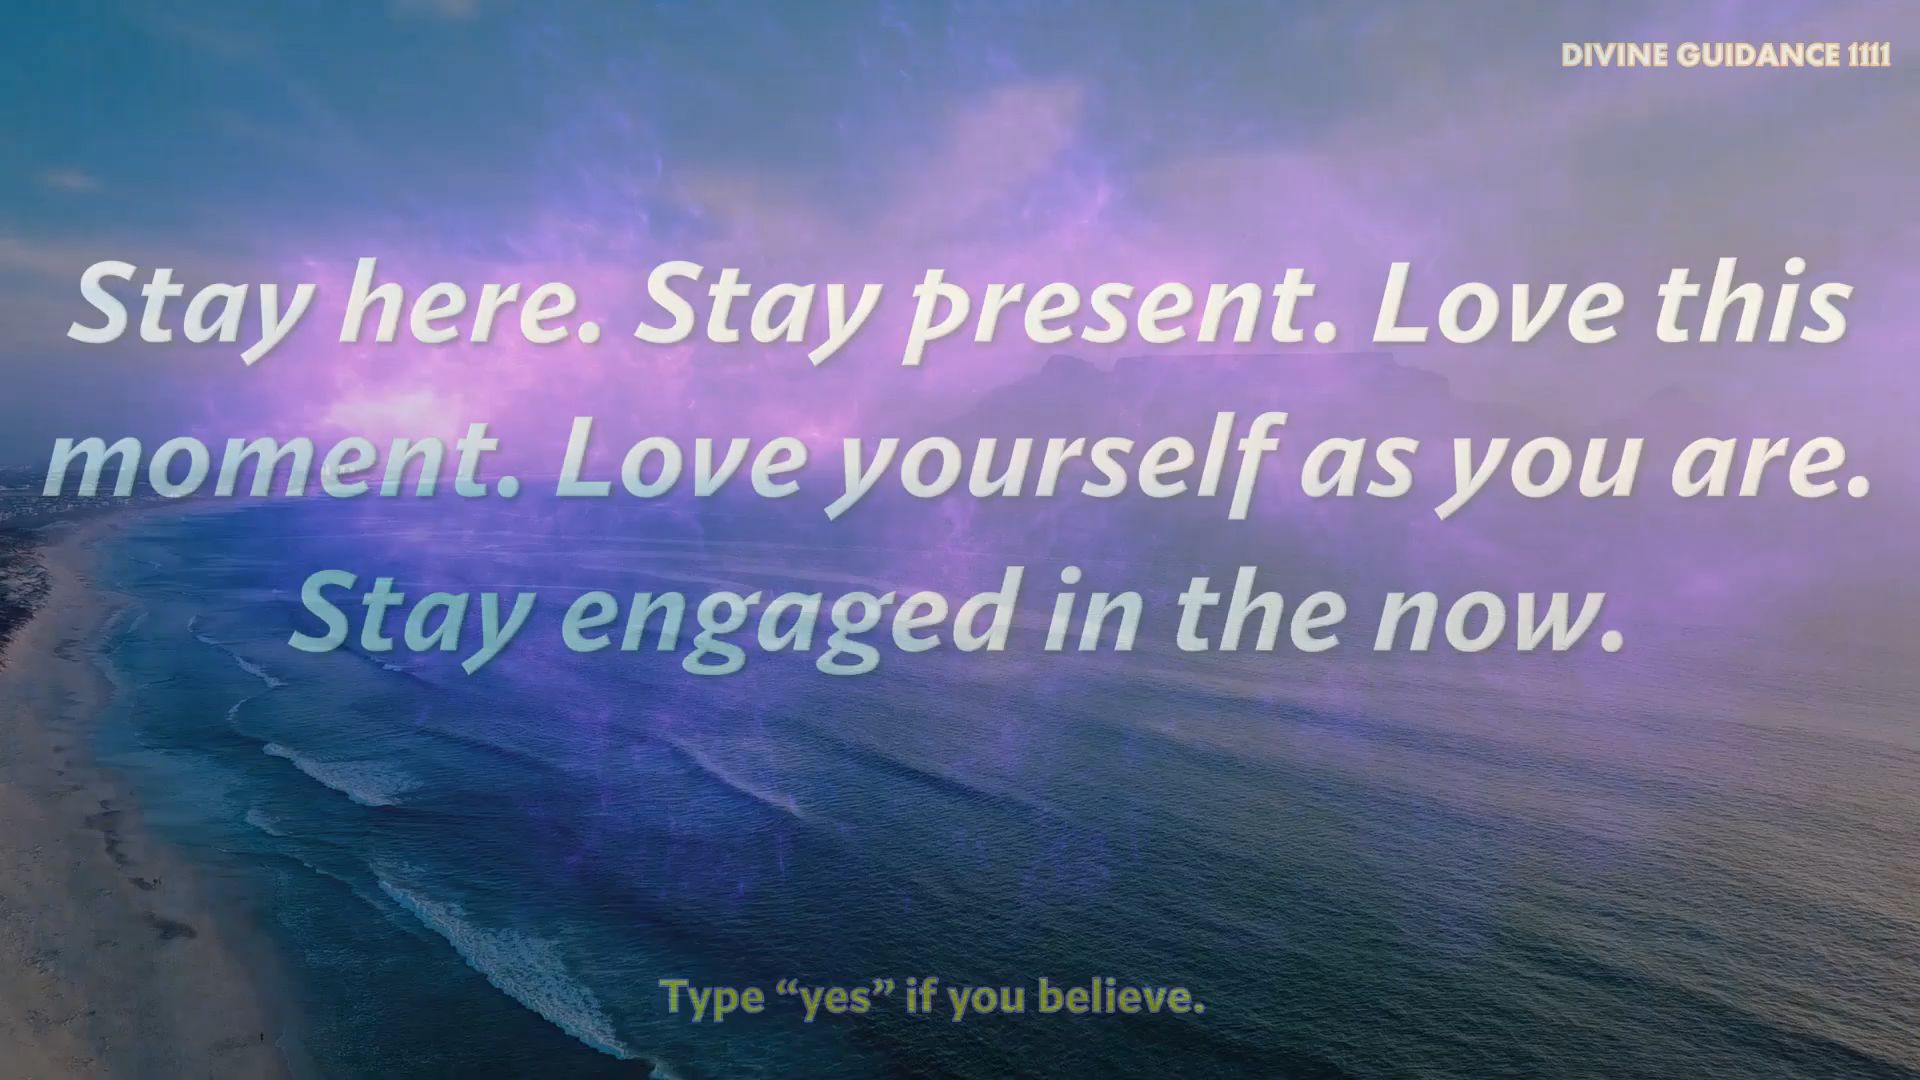 DIVINE GUIDANCE 1111
Stay here. Stay present. Love this
moment. Love yourself as you are.
Stay engaged in the now.
Type “yes” if you believe.